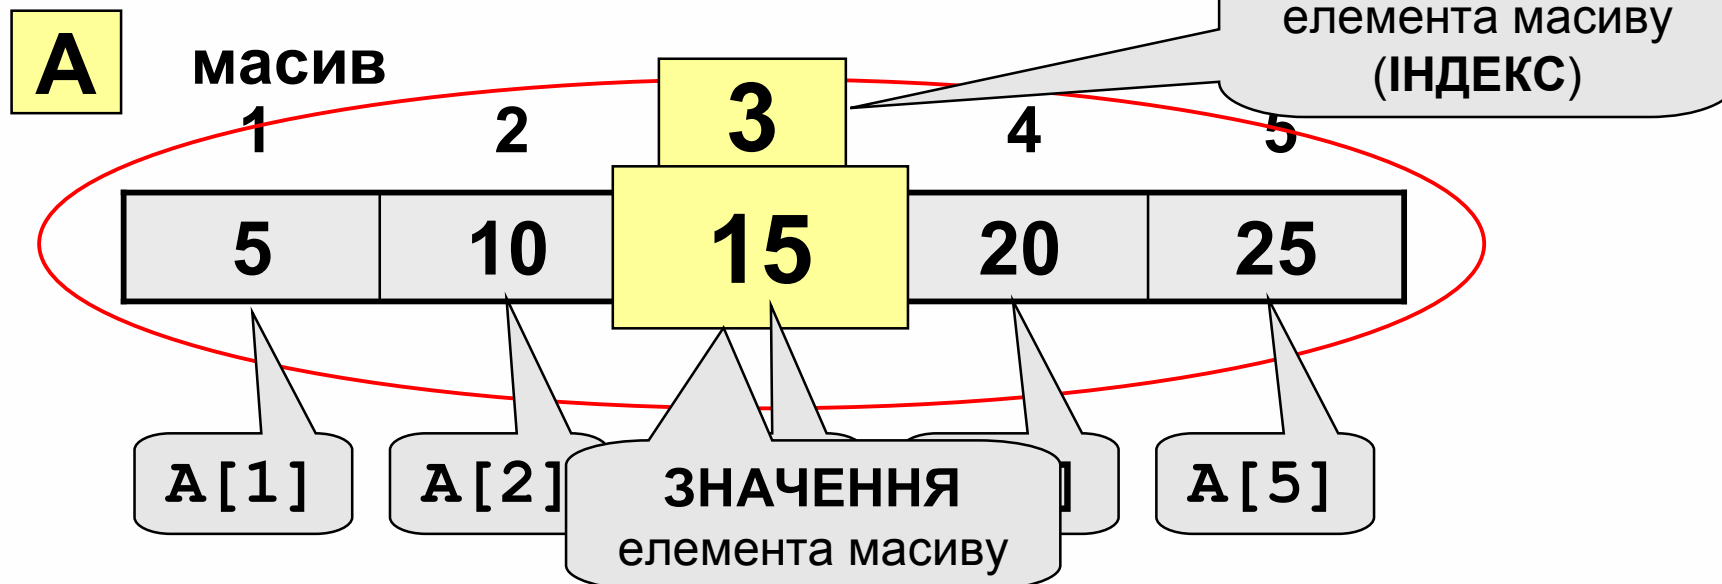 елемента масиву
(ІНДЕКС)
A
масив
1 2 3 4 5
5 10 15 20 25
A[1] A[2] ] A[5]
ЗНАЧЕННЯ
елемента масиву